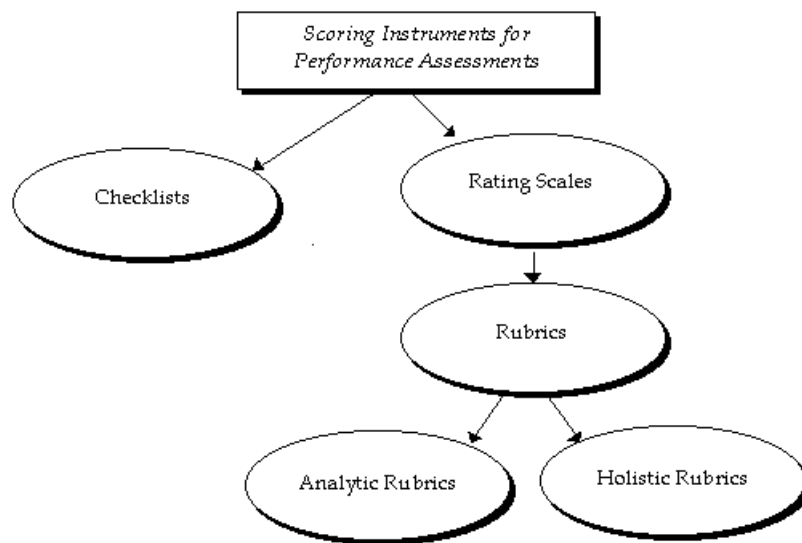 Scoring Instruments for
Performance Assessments
Checklists
Rating Scales
Rubrics
Analytic Rubrics
Holistic Rubrics